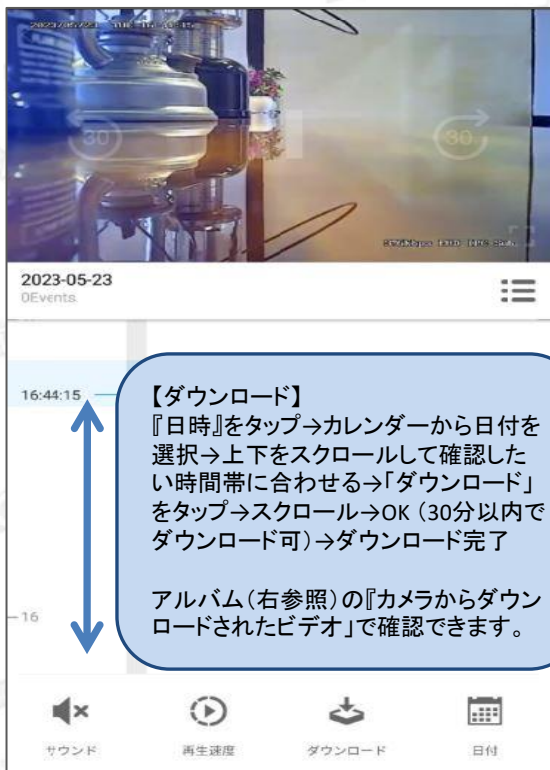 2023-05-23
0Events
16:44:15
【ダウンロード】
『日時』をタップ→カレンダーから日付を
選択→上下をスクロールして確認した
い時間帯に合わせる→「ダウンロード」
をタップ→スクロール→OK（30分以内で
ダウンロード可）→ダウンロード完了
アルバム（右参照）の『カメラからダウン
ロードされたビデオ」で確認できます。
16
サウンド
再生速度
ダウンロード
日付
30
30